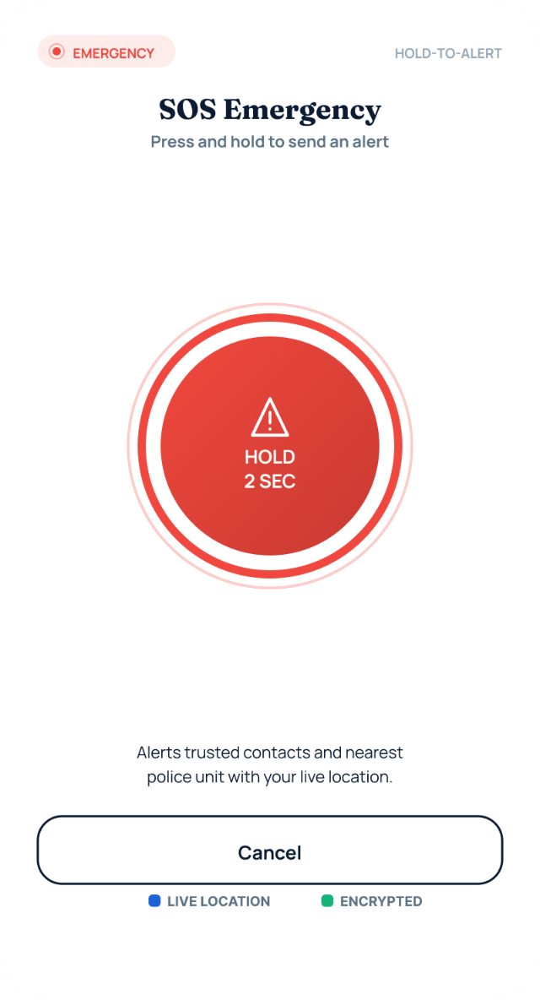 EMERGENCY
HOLD-TO-ALERT
SOS Emergency
Press and hold to send an alert
HOLD
2 SEC
Alerts trusted contacts and nearest
police unit with your live location.
Cancel
LIVE LOCATION
ENCRYPTED